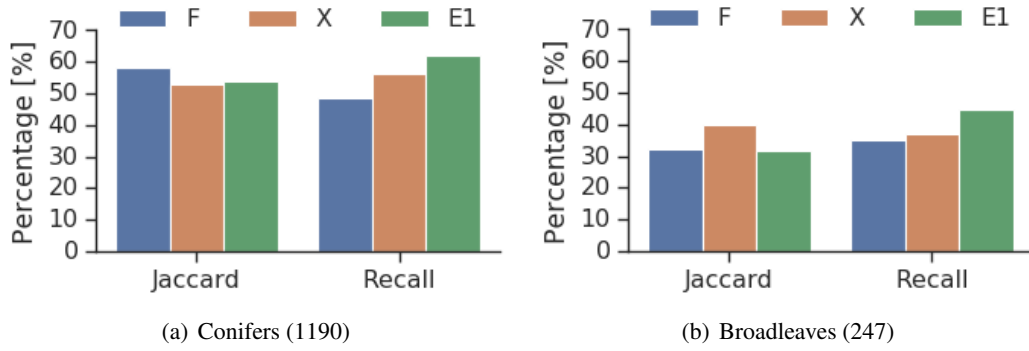 F X E1
Percentage [%]
70
60
50
40
30
20
10
0
Jaccard Recall
(a) Conifers (1190)
F X E1
Percentage [%]
70
60
50
40
30
20
10
0
Jaccard Recall
(b) Broadleaves (247)